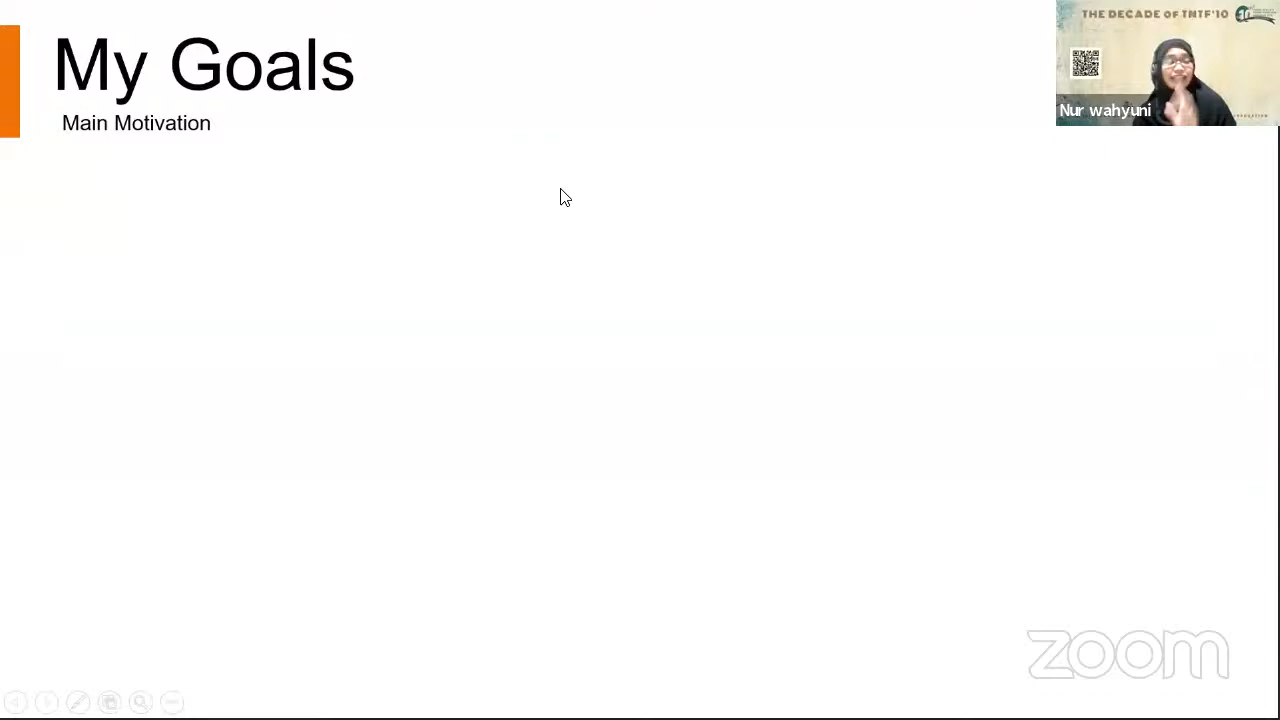 My Goals
Main Motivation
THE DECADE OF TNTF'10
Nur wahyuni
zoom